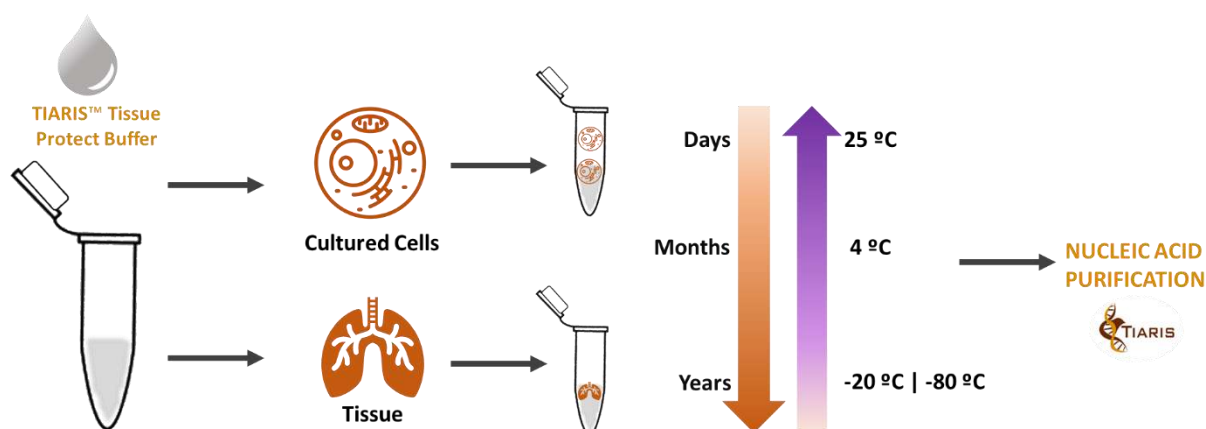 TIARIS™ Tissue
Protect Buffer
Cultured Cells
Tissue
Days
25 ºC
Months
4 ºC
Years
-20 ºC | -80 ºC
NUCLEIC ACID
PURIFICATION
TIARIS